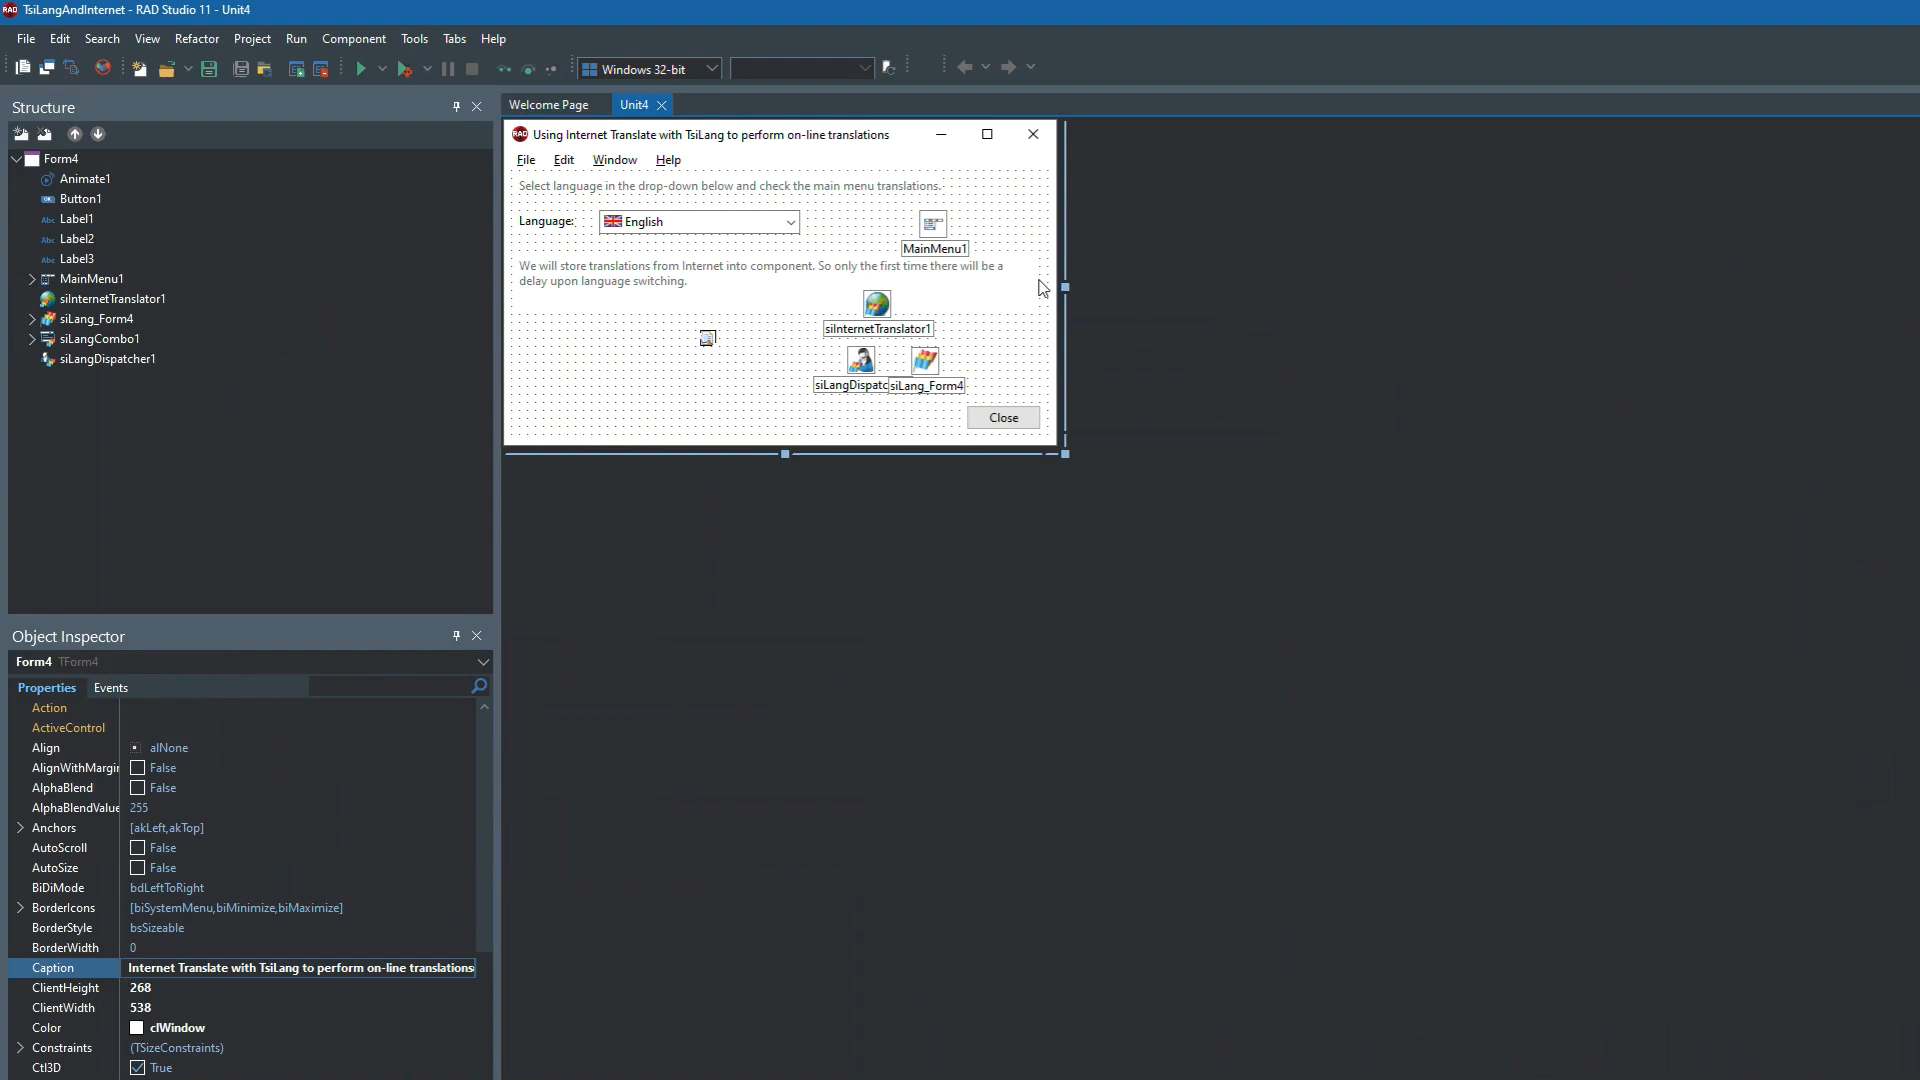 TsiLangAndInternet - RAD Studio 11 - Unit4
File Edit Search View Refactor Project Run Component Tools Tabs Help
Windows 32-bit
Structure
Form4
Animate1
Button1
Label1
Label2
Label3
MainMenu1
siInternetTranslator1
siLang_Form4
siLangCombo1
siLangDispatcher1
Welcome Page Unit4
Using Internet Translate with TsiLang to perform on-line translations
File Edit Window Help
Select language in the drop-down below and check the main menu translations.
Language: English
MainMenu1
We will store translations from Internet into component. So only the first time there will be a
delay upon language switching.
siInternetTranslator1
siLangDispatc siLang_Form4
Close
Object Inspector
Form4 TForm4
Properties Events
Action
ActiveControl
Align alNone
AlignWithMargin False
AlphaBlend False
AlphaBlendValue 255
Anchors [akLeft,akTop]
AutoScroll False
AutoSize False
BiDiMode bdLeftToRight
BorderIcons [biSystemMenu,biMinimize,biMaximize]
BorderStyle bsSizeable
BorderWidth 0
Caption Internet Translate with TsiLang to perform on-line translations
ClientHeight 268
ClientWidth 538
Color clWindow
Constraints (TSizeConstraints)
Ctl3D True